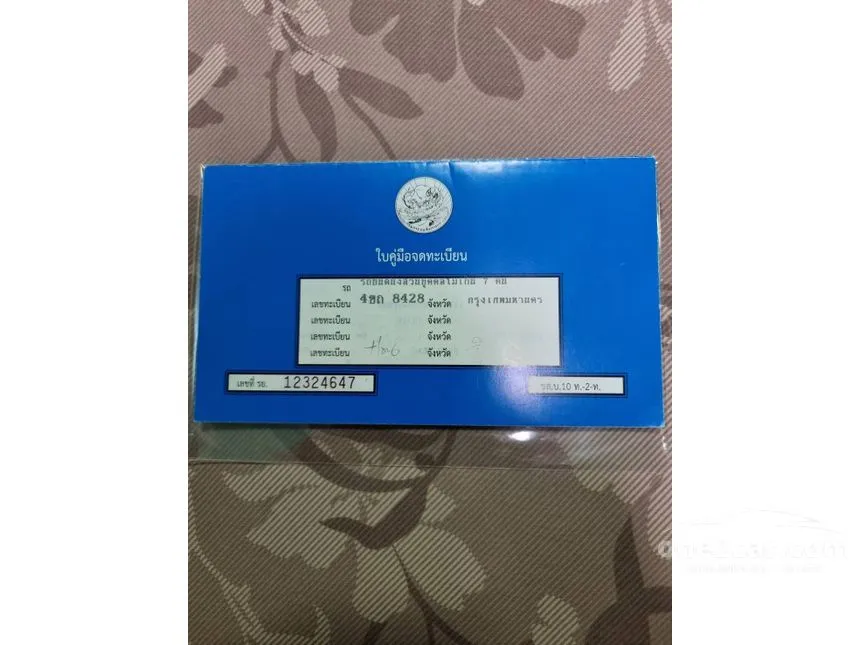 ใบคู่มือจดทะเบียน
รถ รถยนต์นั่งส่วนบุคคลไม่เกิน 7 คน
เลขทะเบียน 4ขถ 8428 จังหวัด กรุงเทพมหานคร
เลขทะเบียน จังหวัด
เลขทะเบียน จังหวัด
เลขทะเบียน จังหวัด
เลขที่ รย. 12324647
ขส.บ.10 ท.-2-ท.
one2car.com